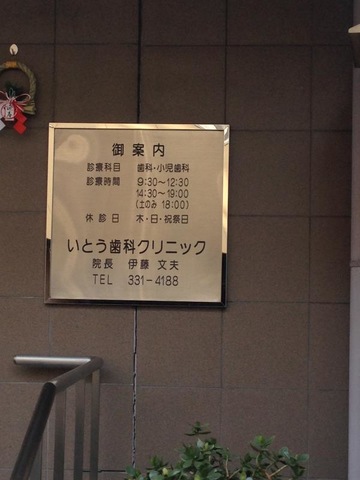 御案内
診療科目 歯科・小児歯科
診療時間 9:30〜12:30
14:30〜19:00
(土のみ 18:00)
休診日 木・日・祝祭日
いとう歯科クリニック
院長 伊藤 文夫
TEL 331-4188